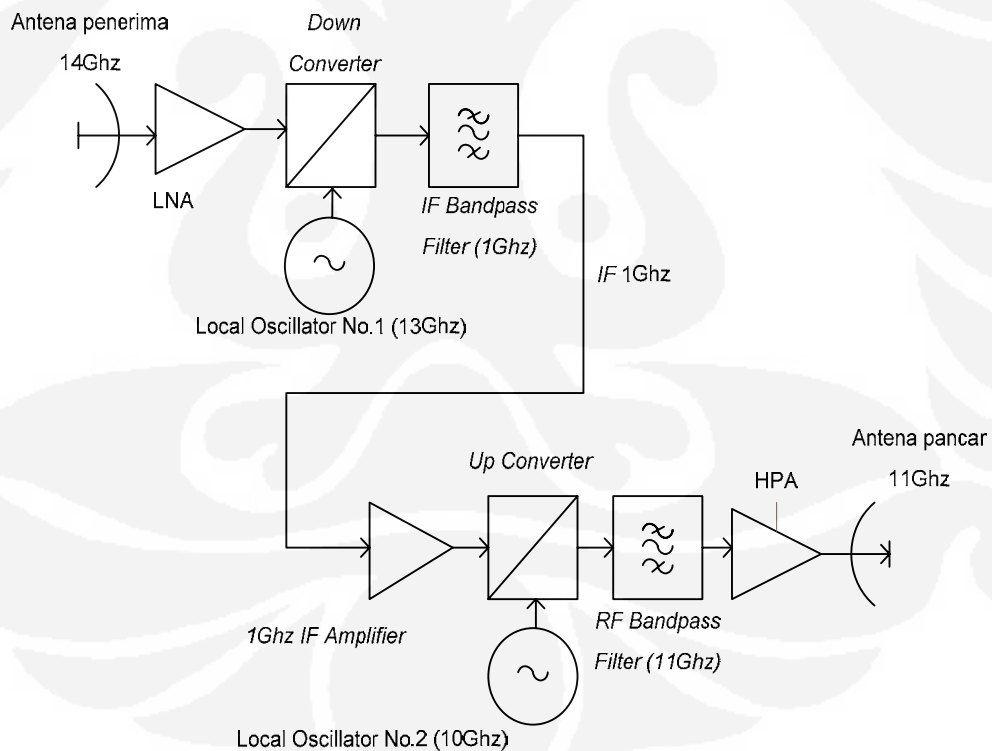 Antena penerima
14Ghz
Down
Converter
LNA
IF Bandpass
Filter (1Ghz)
Local Oscillator No.1 (13Ghz)
IF 1Ghz
Antena pancar
11Ghz
Up Converter
HPA
1Ghz IF Amplifier
RF Bandpass
Filter (11Ghz)
Local Oscillator No.2 (10Ghz)